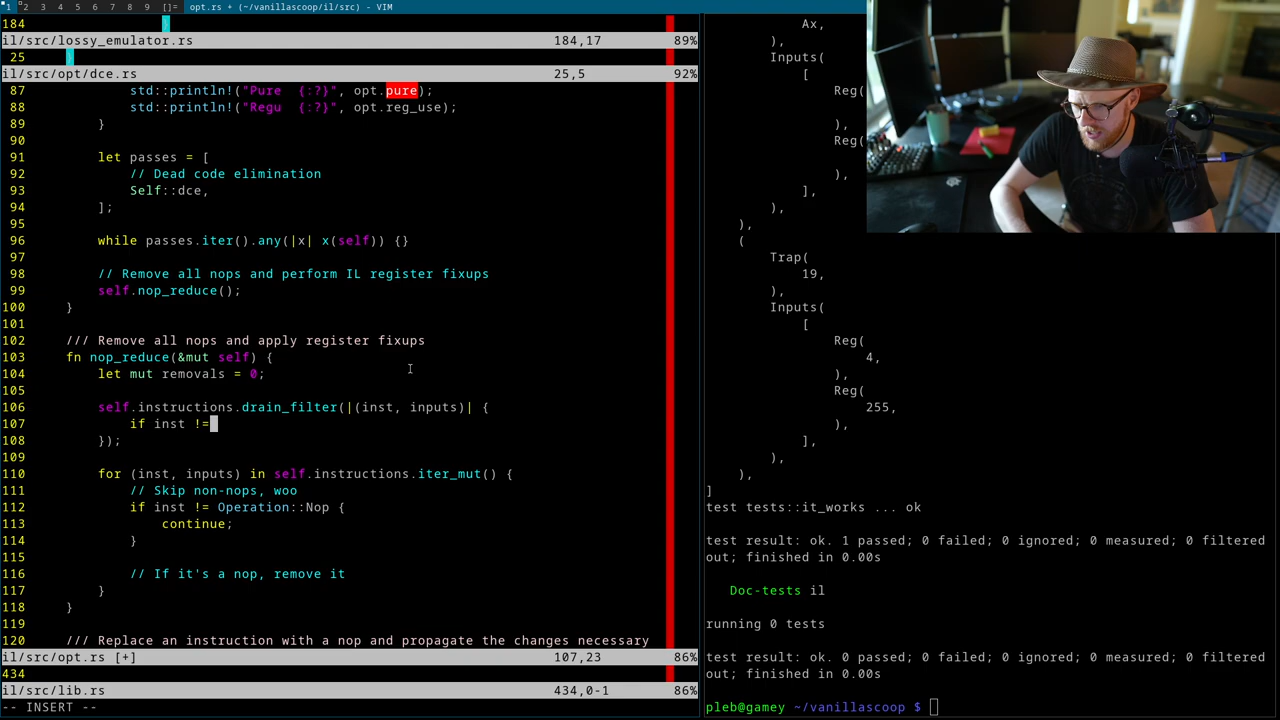 1 2 3 4 5 6 7 8 9 []= opt.rs + (~/vanillascoop/il/src) - VIM
184 }
il/src/lossy_emulator.rs 184,17 89%
25 }
il/src/opt/dce.rs 25,5 92%
87 std::println!("Pure  {:?}", opt.pure);
88 std::println!("Regu  {:?}", opt.reg_use);
89 }
90
91 let passes = [
92 // Dead code elimination
93 Self::dce,
94 ];
95
96 while passes.iter().any(|x| x(self)) {}
97
98 // Remove all nops and perform IL register fixups
99 self.nop_reduce();
100 }
101
102 /// Remove all nops and apply register fixups
103 fn nop_reduce(&mut self) {
104 let mut removals = 0;
105
106 self.instructions.drain_filter(|(inst, inputs)| {
107 if inst !=
108 });
109
110 for (inst, inputs) in self.instructions.iter_mut() {
111 // Skip non-nops, woo
112 if inst != Operation::Nop {
113 continue;
114 }
115
116 // If it's a nop, remove it
117 }
118 }
119
120 /// Replace an instruction with a nop and propagate the changes necessary
il/src/opt.rs [+] 107,23 86%
434
il/src/lib.rs 434,0-1 86%
-- INSERT --
Ax,
),
Inputs(
[
Reg(
),
Reg(
),
],
),
),
(
Trap(
19,
),
Inputs(
[
Reg(
4,
),
Reg(
255,
),
],
),
),
]
test tests::it_works ... ok
test result: ok. 1 passed; 0 failed; 0 ignored; 0 measured; 0 filtered
out; finished in 0.00s
Doc-tests il
running 0 tests
test result: ok. 0 passed; 0 failed; 0 ignored; 0 measured; 0 filtered
out; finished in 0.00s
pleb@gamey ~/vanillascoop $